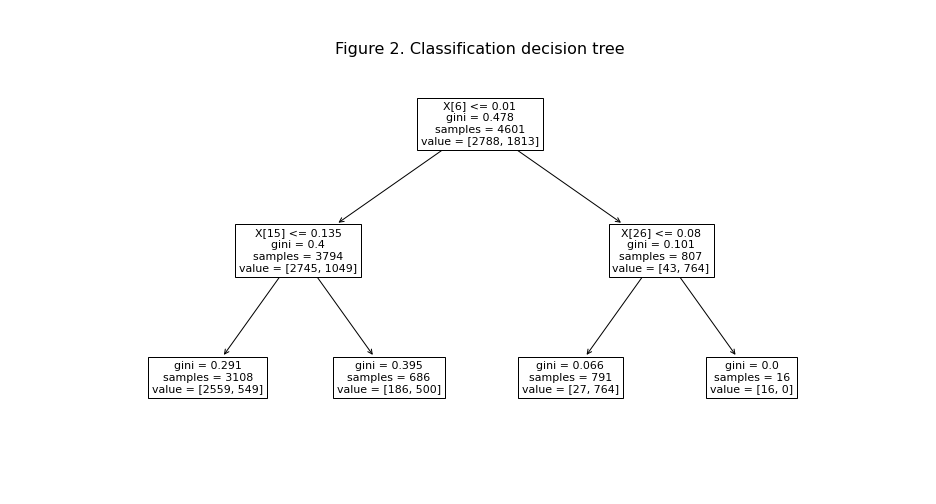 Figure 2. Classification decision tree
X[6] <= 0.01
gini = 0.478
samples = 4601
value = [2788, 1813]
X[15] <= 0.135
gini = 0.4
samples = 3794
value = [2745, 1049]
X[26] <= 0.08
gini = 0.101
samples = 807
value = [43, 764]
gini = 0.291
samples = 3108
value = [2559, 549]
gini = 0.395
samples = 686
value = [186, 500]
gini = 0.066
samples = 791
value = [27, 764]
gini = 0.0
samples = 16
value = [16, 0]